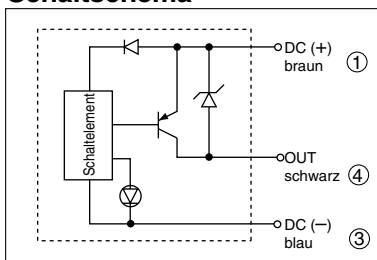 Schaltschema
DC (+) ①
braun
Schaltelement
OUT
schwarz ④
DC (−)
blau ③